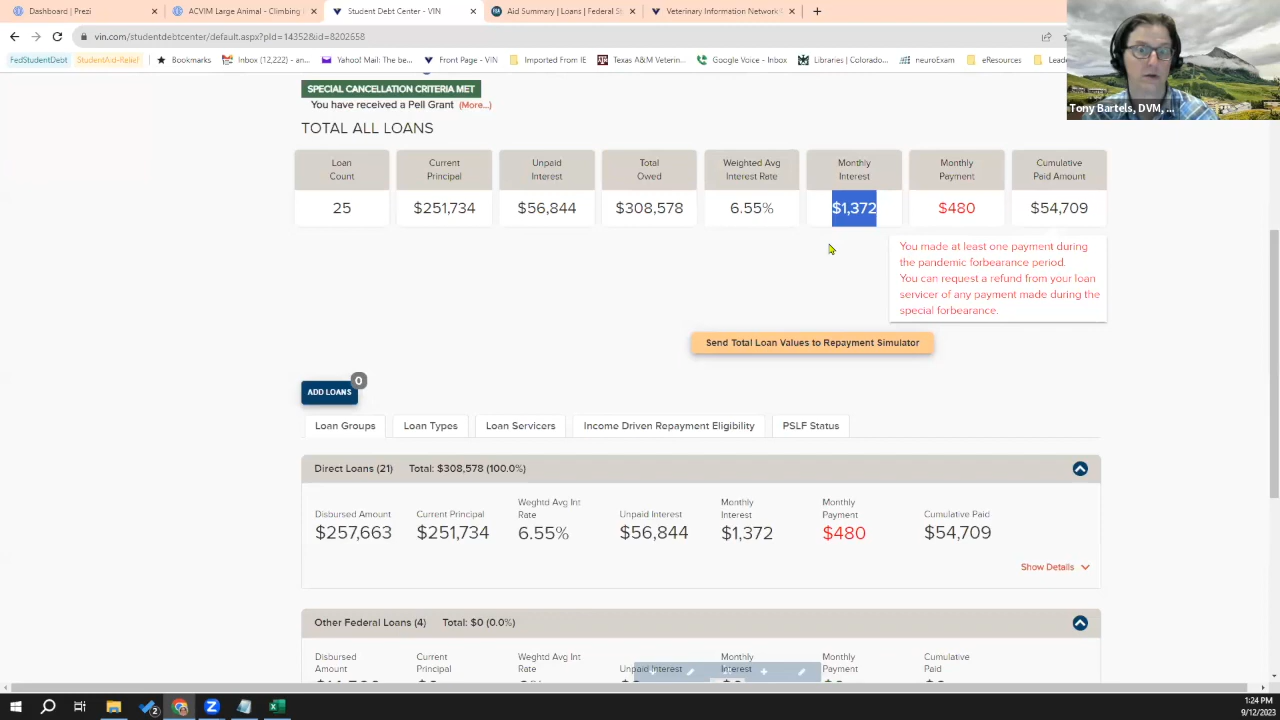 Dashboard | Prezi
ACVIM Large Animal - Climbing
Student Debt Center - VIN
Aid Summary | Loans | Federal St
Veterinary Information Network
vin.com/studentdebtcenter/default.aspx?pId=14352&id=8202658
FedStudentDebt
StudentAid-Relief
Bookmarks
Inbox (12,222) - an...
Yahoo! Mail: The be...
Front Page - VIN
Imported From IE
Texas A&M Veterin...
Google Voice - Inbox
Libraries | Colorado...
neuroExam
eResources
Leade
Tony Bartels, DVM, ...
SPECIAL CANCELLATION CRITERIA MET
You have received a Pell Grant (More...)
TOTAL ALL LOANS
Loan Count
Current Principal
Unpaid Interest
Total Owed
Weighted Avg Interest Rate
Monthly Interest
Monthly Payment
Cumulative Paid Amount
25
$251,734
$56,844
$308,578
6.55%
$1,372
$480
$54,709
You made at least one payment during
the pandemic forbearance period.
You can request a refund from your loan
servicer of any payment made during the
special forbearance.
Send Total Loan Values to Repayment Simulator
0
ADD LOANS
Loan Groups
Loan Types
Loan Servicers
Income Driven Repayment Eligibility
PSLF Status
Direct Loans (21) Total: $308,578 (100.0%)
Disbursed Amount
Current Principal
Weghtd Avg Int Rate
Unpaid Interest
Monthly Interest
Monthly Payment
Cumulative Paid
$257,663
$251,734
6.55%
$56,844
$1,372
$480
$54,709
Show Details
Other Federal Loans (4) Total: $0 (0.0%)
Disbursed Amount
Current Principal
Weghtd Avg Int Rate
Unpaid Interest
Monthly Interest
Monthly Payment
Cumulative Paid
2
1:24 PM
9/12/2023